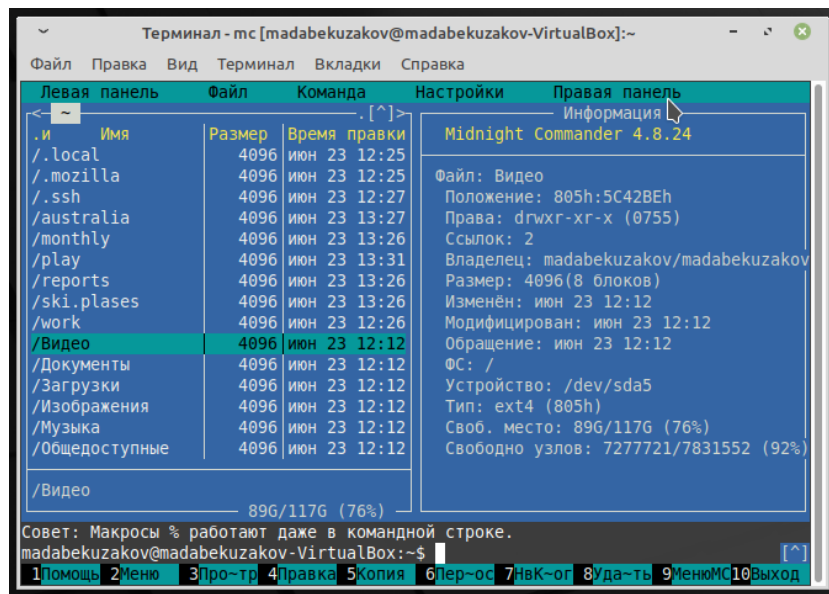 Терминал - mc [madabekuzakov@madabekuzakov-VirtualBox]:~
Файл Правка Вид Терминал Вкладки Справка
Левая панель Файл Команда Настройки Правая панель
<- ~ .[^]>
.и Имя Размер Время правки
/.local 4096 июн 23 12:25
/.mozilla 4096 июн 23 12:25
/.ssh 4096 июн 23 12:27
/australia 4096 июн 23 13:27
/monthly 4096 июн 23 13:26
/play 4096 июн 23 13:31
/reports 4096 июн 23 13:26
/ski.plases 4096 июн 23 13:26
/work 4096 июн 23 12:26
/Видео 4096 июн 23 12:12
/Документы 4096 июн 23 12:12
/Загрузки 4096 июн 23 12:12
/Изображения 4096 июн 23 12:12
/Музыка 4096 июн 23 12:12
/Общедоступные 4096 июн 23 12:12
/Видео
89G/117G (76%)
Информация
Midnight Commander 4.8.24
Файл: Видео
Положение: 805h:5C42BEh
Права: drwxr-xr-x (0755)
Ссылок: 2
Владелец: madabekuzakov/madabekuzakov
Размер: 4096(8 блоков)
Изменён: июн 23 12:12
Модифицирован: июн 23 12:12
Обращение: июн 23 12:12
ФС: /
Устройство: /dev/sda5
Тип: ext4 (805h)
Своб. место: 89G/117G (76%)
Свободно узлов: 7277721/7831552 (92%)
Совет: Макросы % работают даже в командной строке.
madabekuzakov@madabekuzakov-VirtualBox:~$ [^]
1Помощь 2Меню 3Про~тр 4Правка 5Копия 6Пер~ос 7НвК~ог 8Уда~ть 9МенюMC 10Выход